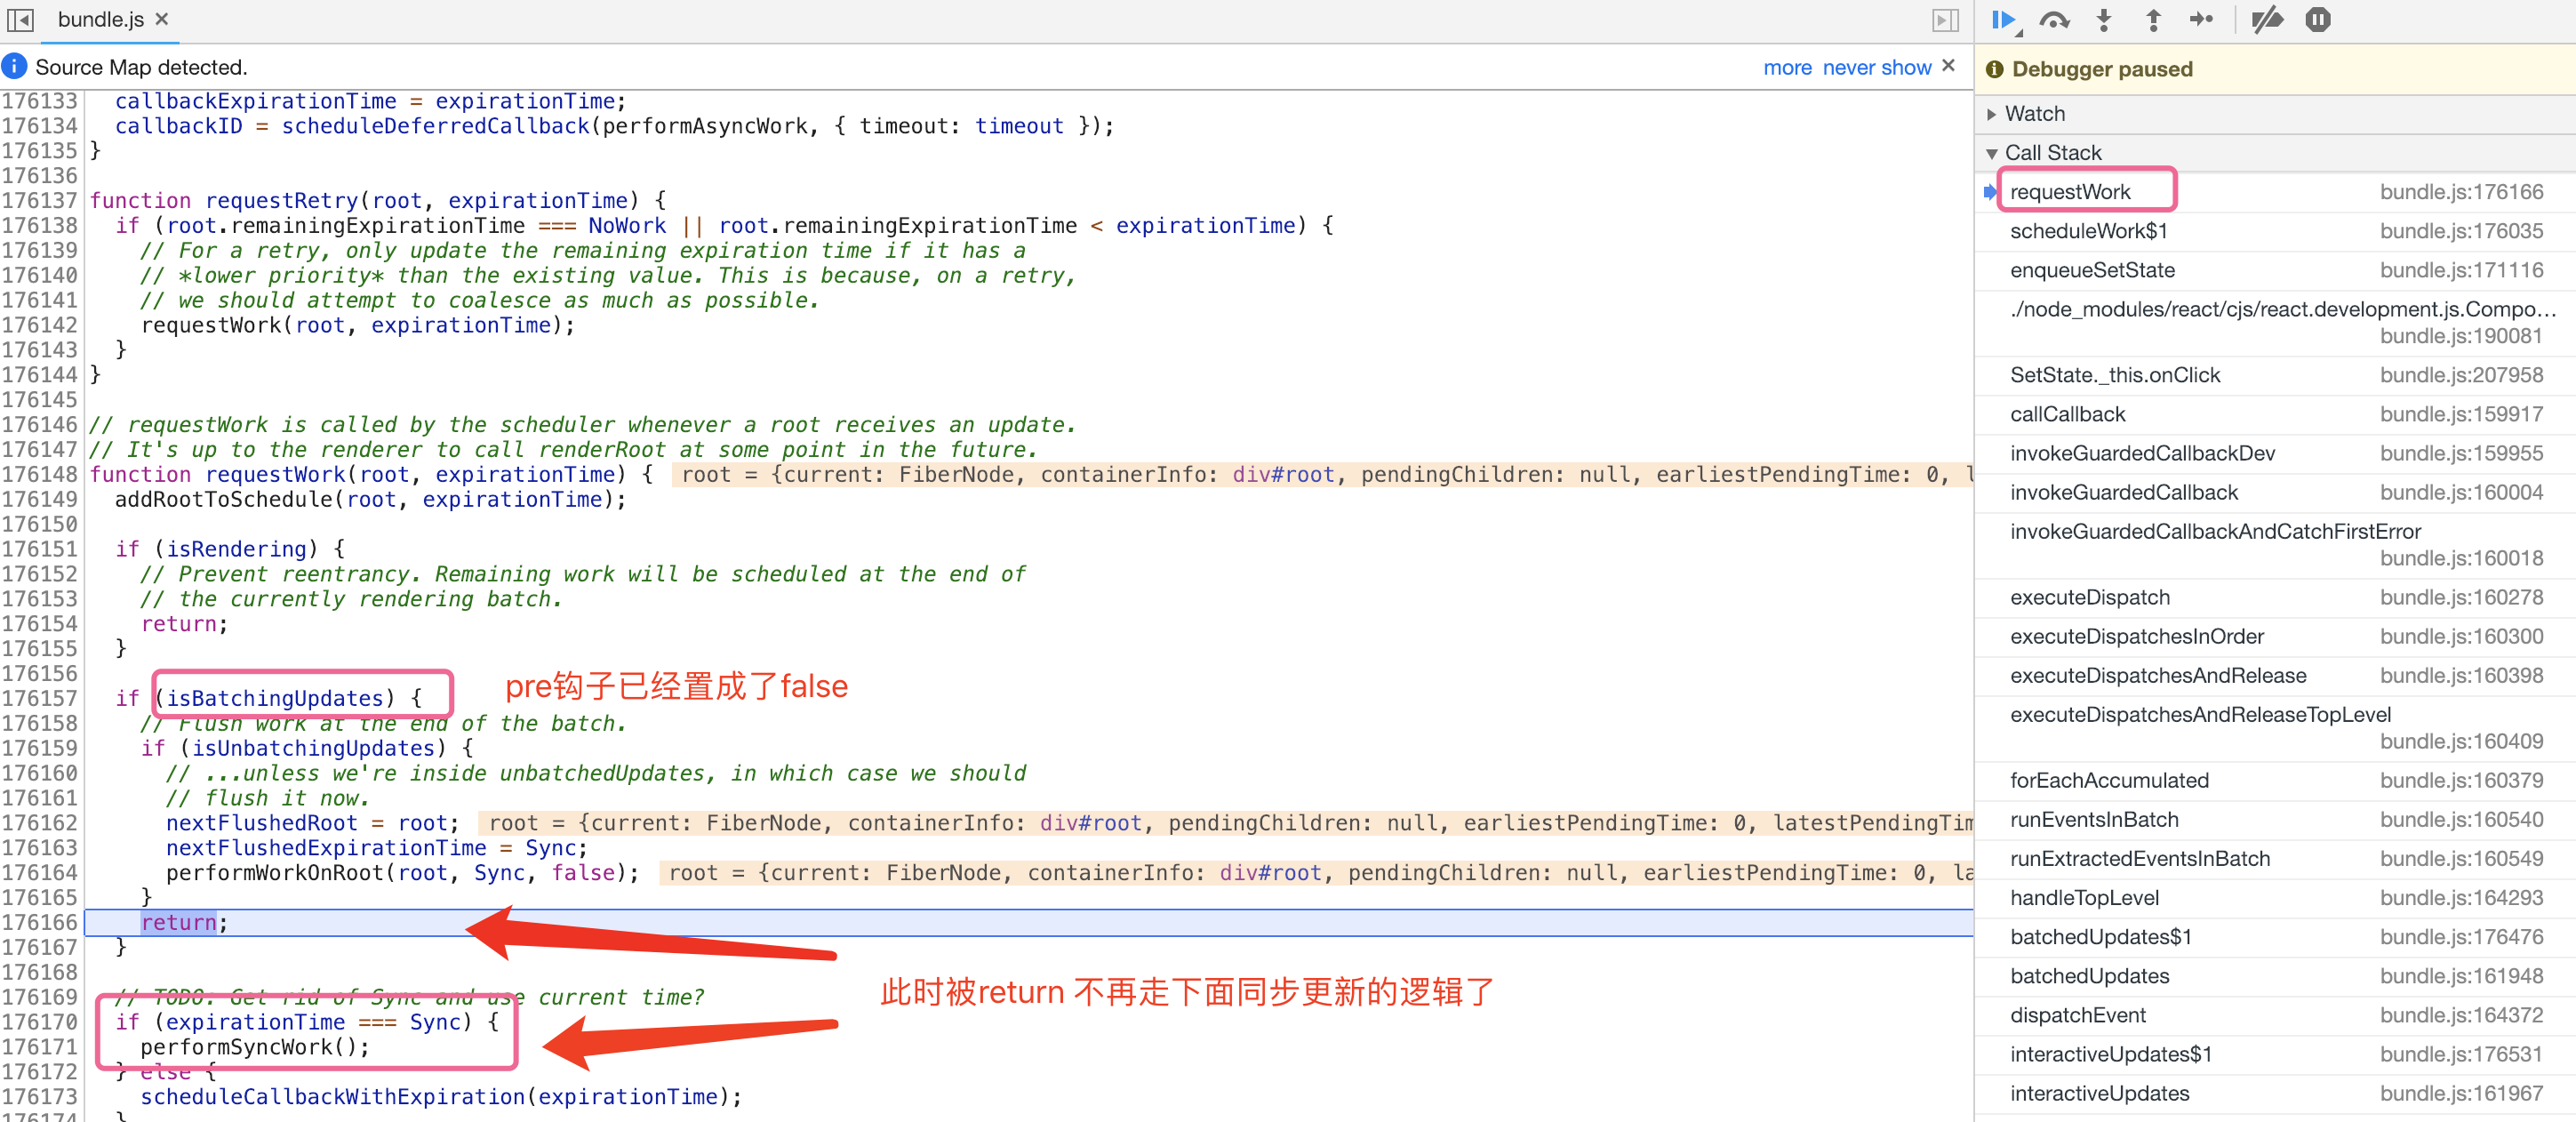 bundle.js ×
Source Map detected.
more never show ×
176133 callbackExpirationTime = expirationTime;
176134 callbackID = scheduleDeferredCallback(performAsyncWork, { timeout: timeout });
176135 }
176136
176137 function requestRetry(root, expirationTime) {
176138 if (root.remainingExpirationTime === NoWork || root.remainingExpirationTime < expirationTime) {
176139 // For a retry, only update the remaining expiration time if it has a
176140 // *lower priority* than the existing value. This is because, on a retry,
176141 // we should attempt to coalesce as much as possible.
176142 requestWork(root, expirationTime);
176143 }
176144 }
176145
176146 // requestWork is called by the scheduler whenever a root receives an update.
176147 // It's up to the renderer to call renderRoot at some point in the future.
176148 function requestWork(root, expirationTime) { root = {current: FiberNode, containerInfo: div#root, pendingChildren: null, earliestPendingTime: 0,
176149 addRootToSchedule(root, expirationTime);
176150
176151 if (isRendering) {
176152 // Prevent reentrancy. Remaining work will be scheduled at the end of
176153 // the currently rendering batch.
176154 return;
176155 }
176156
176157 if (isBatchingUpdates) {
pre钩子已经置成了false
176158 // Flush work at the end of the batch.
176159 if (isUnbatchingUpdates) {
176160 // ...unless we're inside unbatchedUpdates, in which case we should
176161 // flush it now.
176162 nextFlushedRoot = root; root = {current: FiberNode, containerInfo: div#root, pendingChildren: null, earliestPendingTime: 0, latestPendingTim
176163 nextFlushedExpirationTime = Sync;
176164 performWorkOnRoot(root, Sync, false); root = {current: FiberNode, containerInfo: div#root, pendingChildren: null, earliestPendingTime: 0, la
176165 }
176166 return;
176167 }
176168
此时被return 不再走下面同步更新的逻辑了
176169 // TODO: Get rid of Sync and use current time?
176170 if (expirationTime === Sync) {
176171 performSyncWork();
176172 } else {
176173 scheduleCallbackWithExpiration(expirationTime);
176174 }
Debugger paused
Watch
Call Stack
requestWork bundle.js:176166
scheduleWork$1 bundle.js:176035
enqueueSetState bundle.js:171116
./node_modules/react/cjs/react.development.js.Compo…
bundle.js:190081
SetState._this.onClick bundle.js:207958
callCallback bundle.js:159917
invokeGuardedCallbackDev bundle.js:159955
invokeGuardedCallback bundle.js:160004
invokeGuardedCallbackAndCatchFirstError
bundle.js:160018
executeDispatch bundle.js:160278
executeDispatchesInOrder bundle.js:160300
executeDispatchesAndRelease bundle.js:160398
executeDispatchesAndReleaseTopLevel
bundle.js:160409
forEachAccumulated bundle.js:160379
runEventsInBatch bundle.js:160540
runExtractedEventsInBatch bundle.js:160549
handleTopLevel bundle.js:164293
batchedUpdates$1 bundle.js:176476
batchedUpdates bundle.js:161948
dispatchEvent bundle.js:164372
interactiveUpdates$1 bundle.js:176531
interactiveUpdates bundle.js:161967